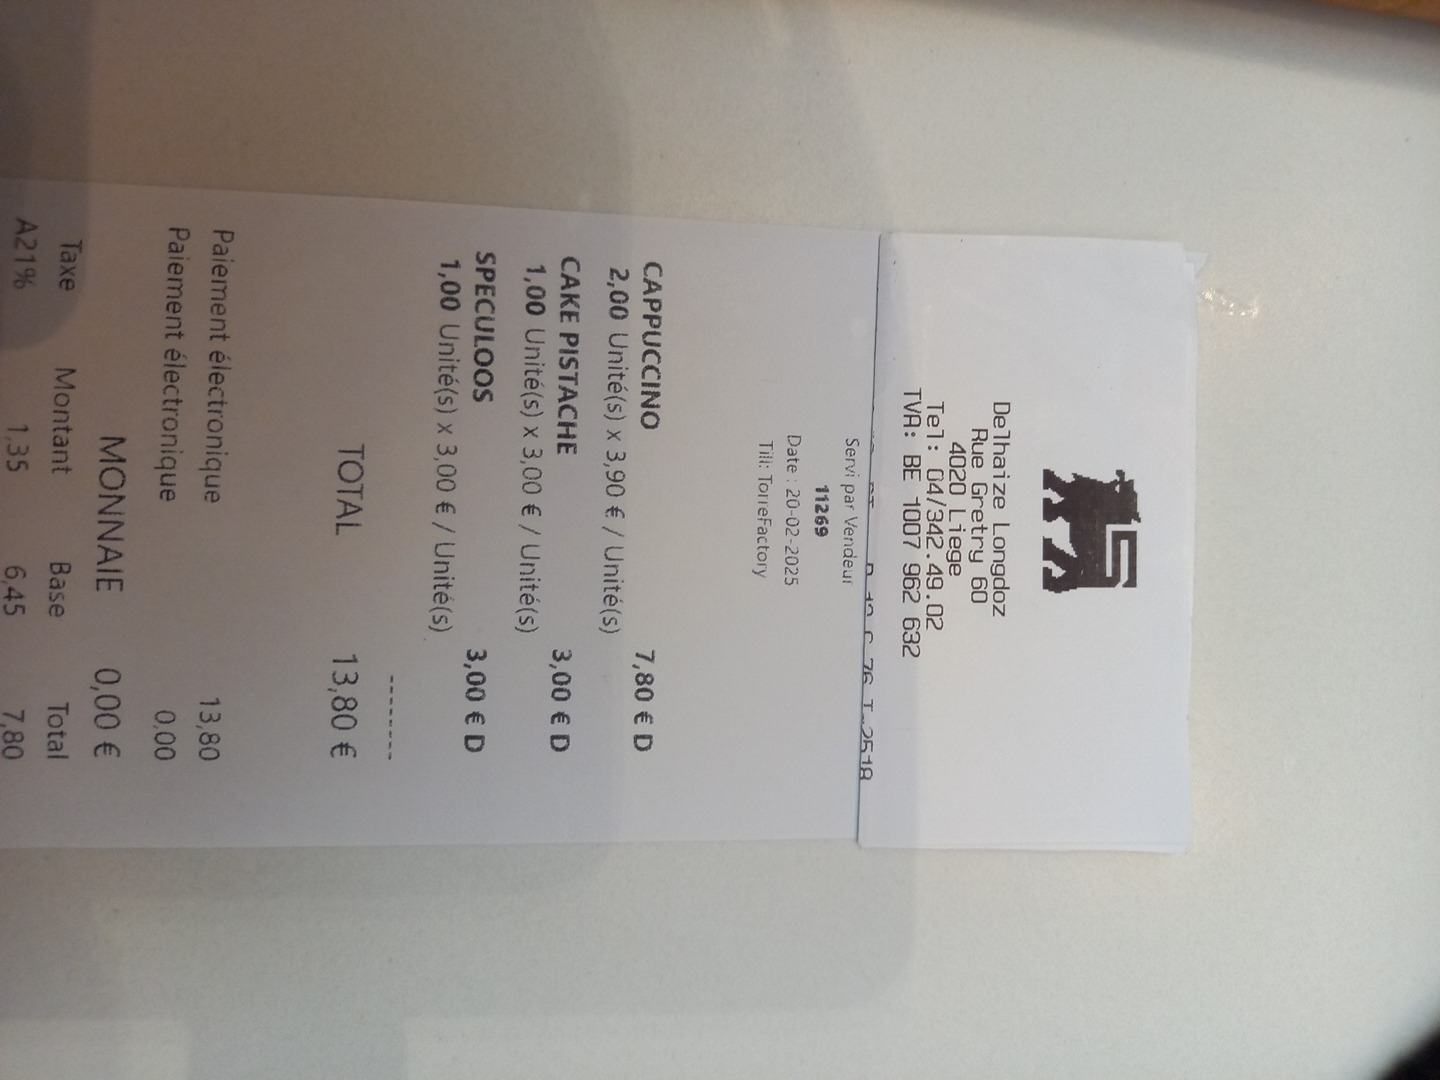 Delhaize Longdoz
Rue Gretry 60
4020 Liege
Tel: 04/342.49.02
TVA: BE 1007 962 632
Servi par Vendeur
11269
Date : 20-02-2025
Till: TorreFactory
CAPPUCCINO 7,80 € D
2,00 Unité(s) x 3,90 € / Unité(s)
CAKE PISTACHE 3,00 € D
1,00 Unité(s) x 3,00 € / Unité(s)
SPECULOOS 3,00 € D
1,00 Unité(s) x 3,00 € / Unité(s)
--------
TOTAL 13,80 €
Paiement électronique 13,80
Paiement électronique 0,00
MONNAIE 0,00 €
Taxe Montant Base Total
A21% 1,35 6,45 7,80